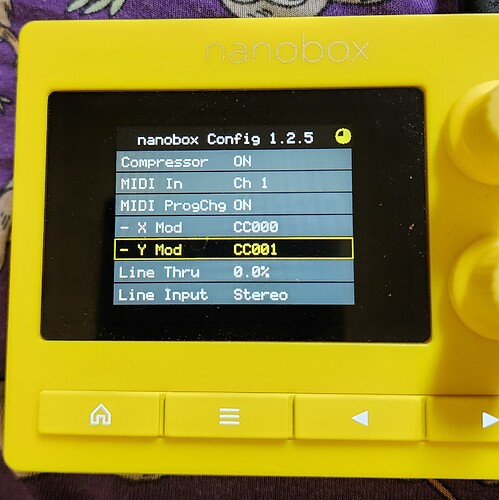 nanobox
nanobox Config 1.2.5
Compressor ON
MIDI In Ch 1
MIDI ProgChg ON
- X Mod CC000
- Y Mod CC001
Line Thru 0.0%
Line Input Stereo